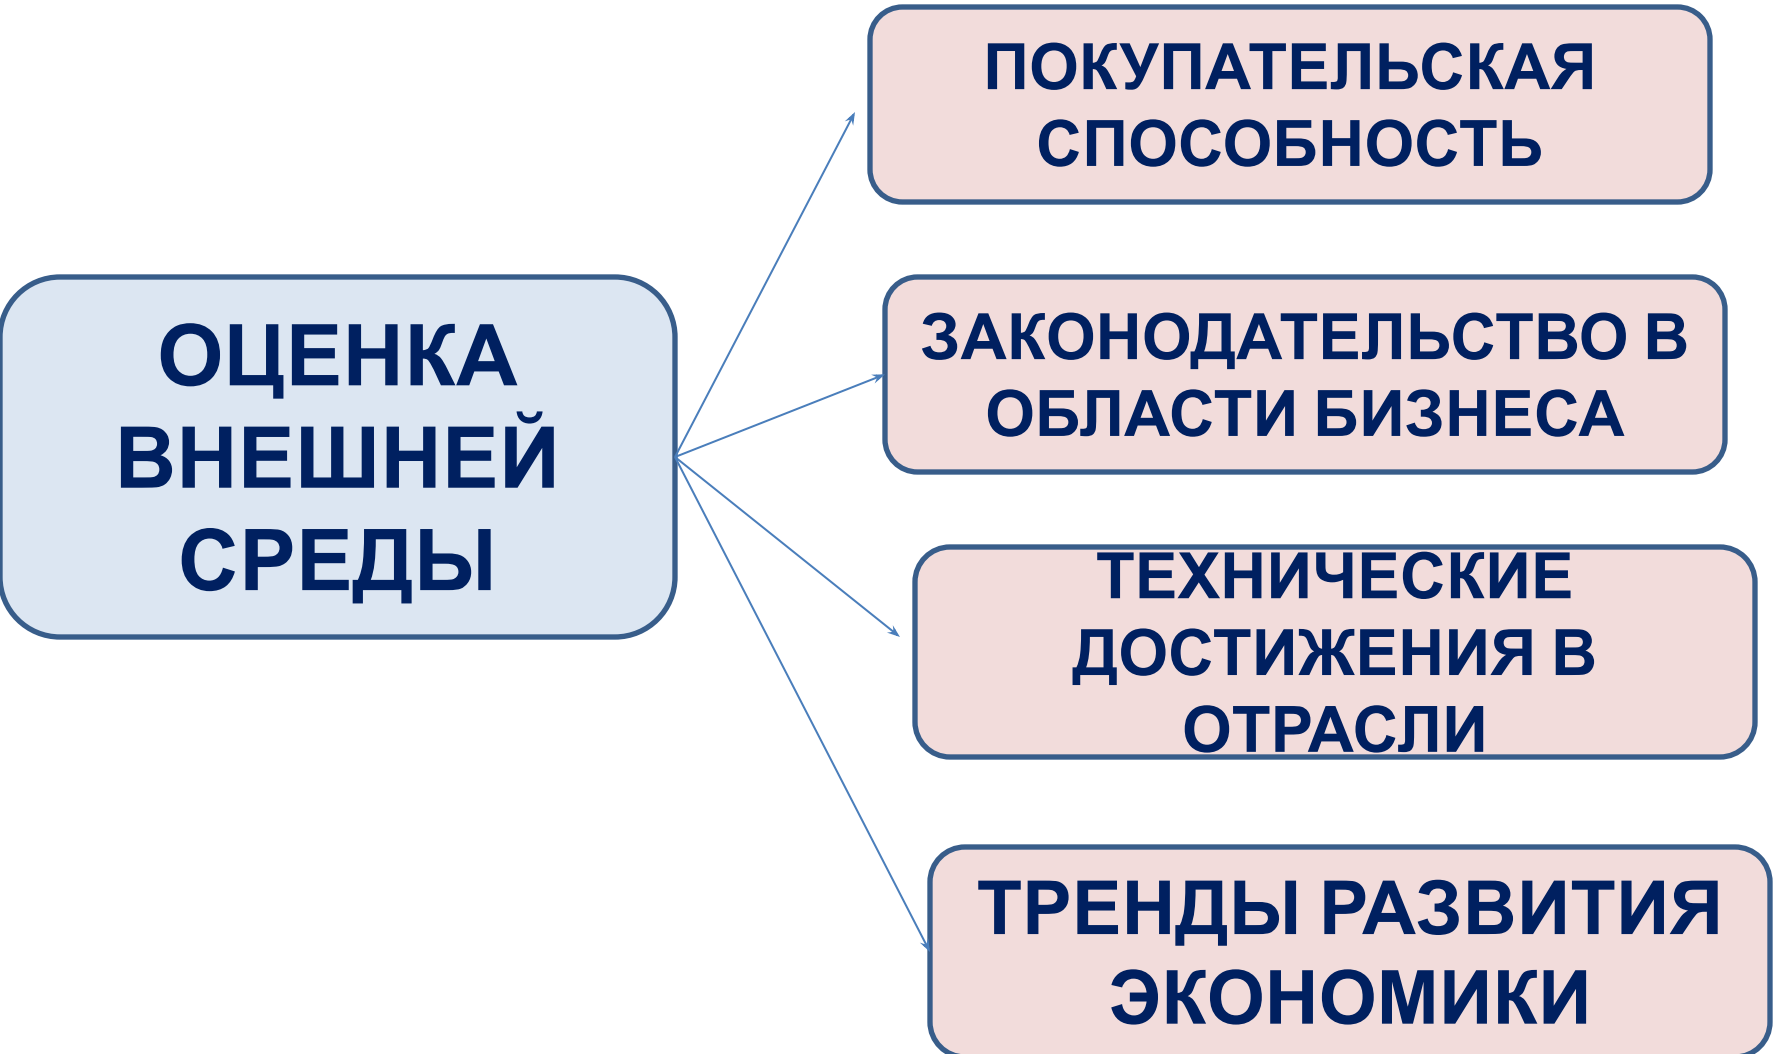 ПОКУПАТЕЛЬСКАЯ
СПОСОБНОСТЬ
ОЦЕНКА
ВНЕШНЕЙ
СРЕДЫ
ЗАКОНОДАТЕЛЬСТВО В
ОБЛАСТИ БИЗНЕСА
ТЕХНИЧЕСКИЕ
ДОСТИЖЕНИЯ В
ОТРАСЛИ
ТРЕНДЫ РАЗВИТИЯ
ЭКОНОМИКИ